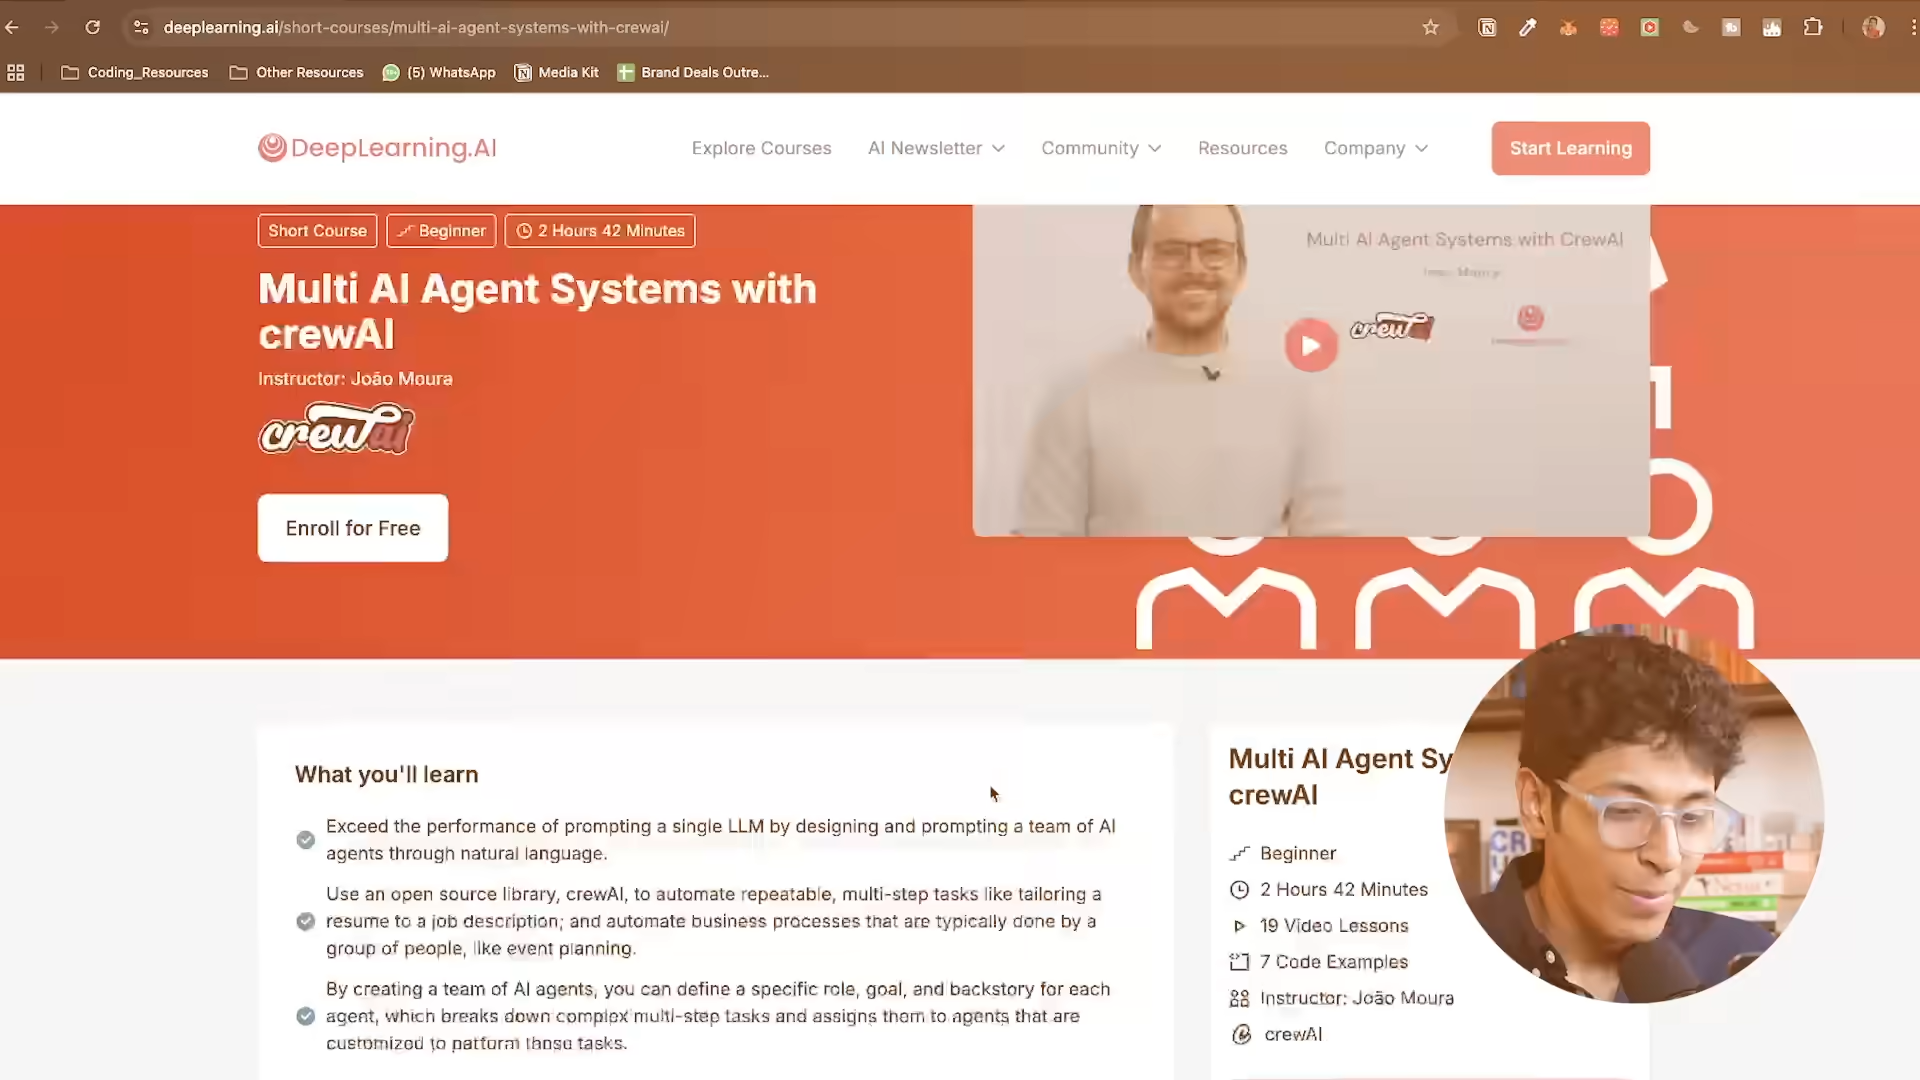 deeplearning.ai/short-courses/multi-ai-agent-systems-with-crewai/
Coding_Resources
Other Resources
(5) WhatsApp
Media Kit
Brand Deals Outre...
DeepLearning.AI
Explore Courses
AI Newsletter
Community
Resources
Company
Start Learning
Short Course
Beginner
2 Hours 42 Minutes
Multi AI Agent Systems with
crewAI
Instructor: João Moura
crewai
Enroll for Free
Multi AI Agent Systems with CrewAI
crew
What you'll learn
Exceed the performance of prompting a single LLM by designing and prompting a team of AI
agents through natural language.
Use an open source library, crewAI, to automate repeatable, multi-step tasks like tailoring a
resume to a job description; and automate business processes that are typically done by a
group of people, like event planning.
By creating a team of AI agents, you can define a specific role, goal, and backstory for each
agent, which breaks down complex multi-step tasks and assigns them to agents that are
customized to
tasks.
Multi AI Agent Sy
crewAI
Beginner
2 Hours 42 Minutes
19 Video Lessons
7 Code Examples
Instructor: João Moura
crewAI